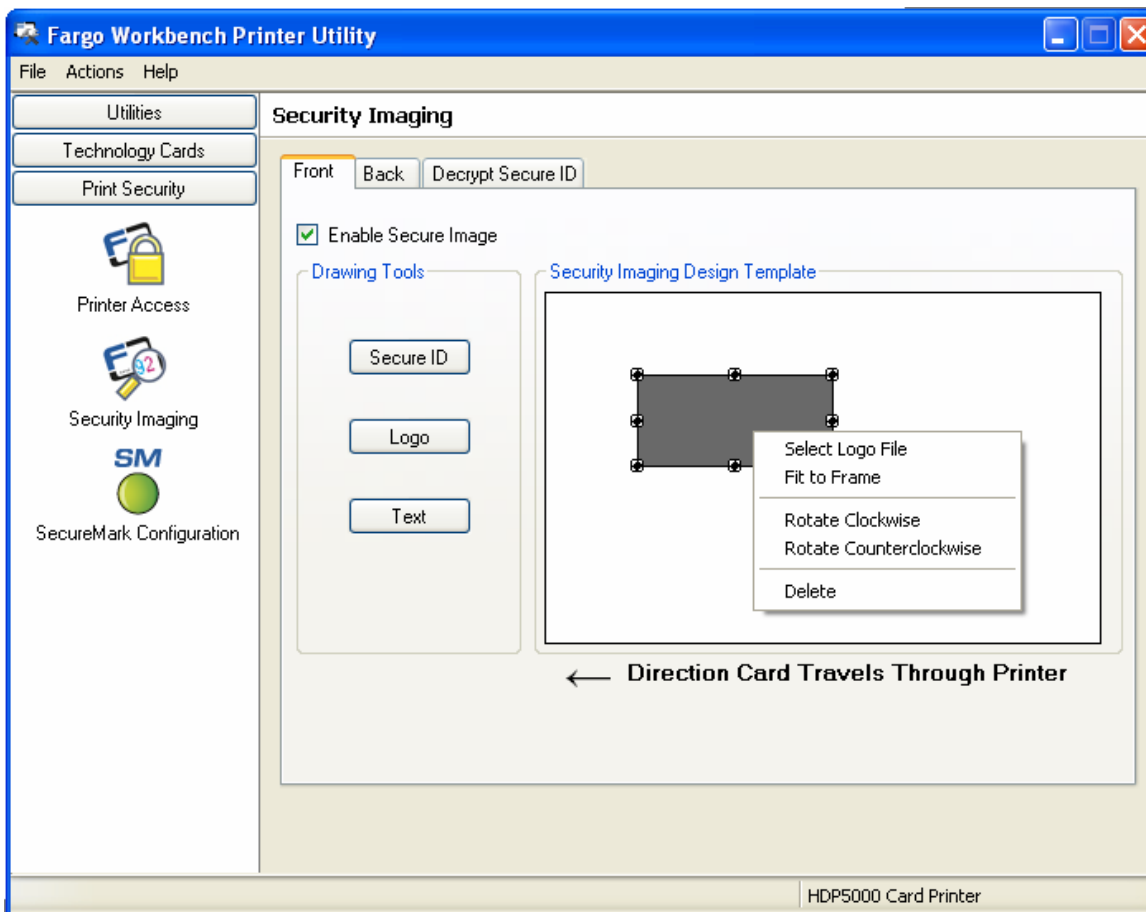 Fargo Workbench Printer Utility
File Actions Help
Utilities
Technology Cards
Print Security
Printer Access
Security Imaging
SM
SecureMark Configuration
Security Imaging
Front Back Decrypt Secure ID
Enable Secure Image
Drawing Tools
Secure ID
Logo
Text
Security Imaging Design Template
Select Logo File
Fit to Frame
Rotate Clockwise
Rotate Counterclockwise
Delete
← Direction Card Travels Through Printer
HDP5000 Card Printer